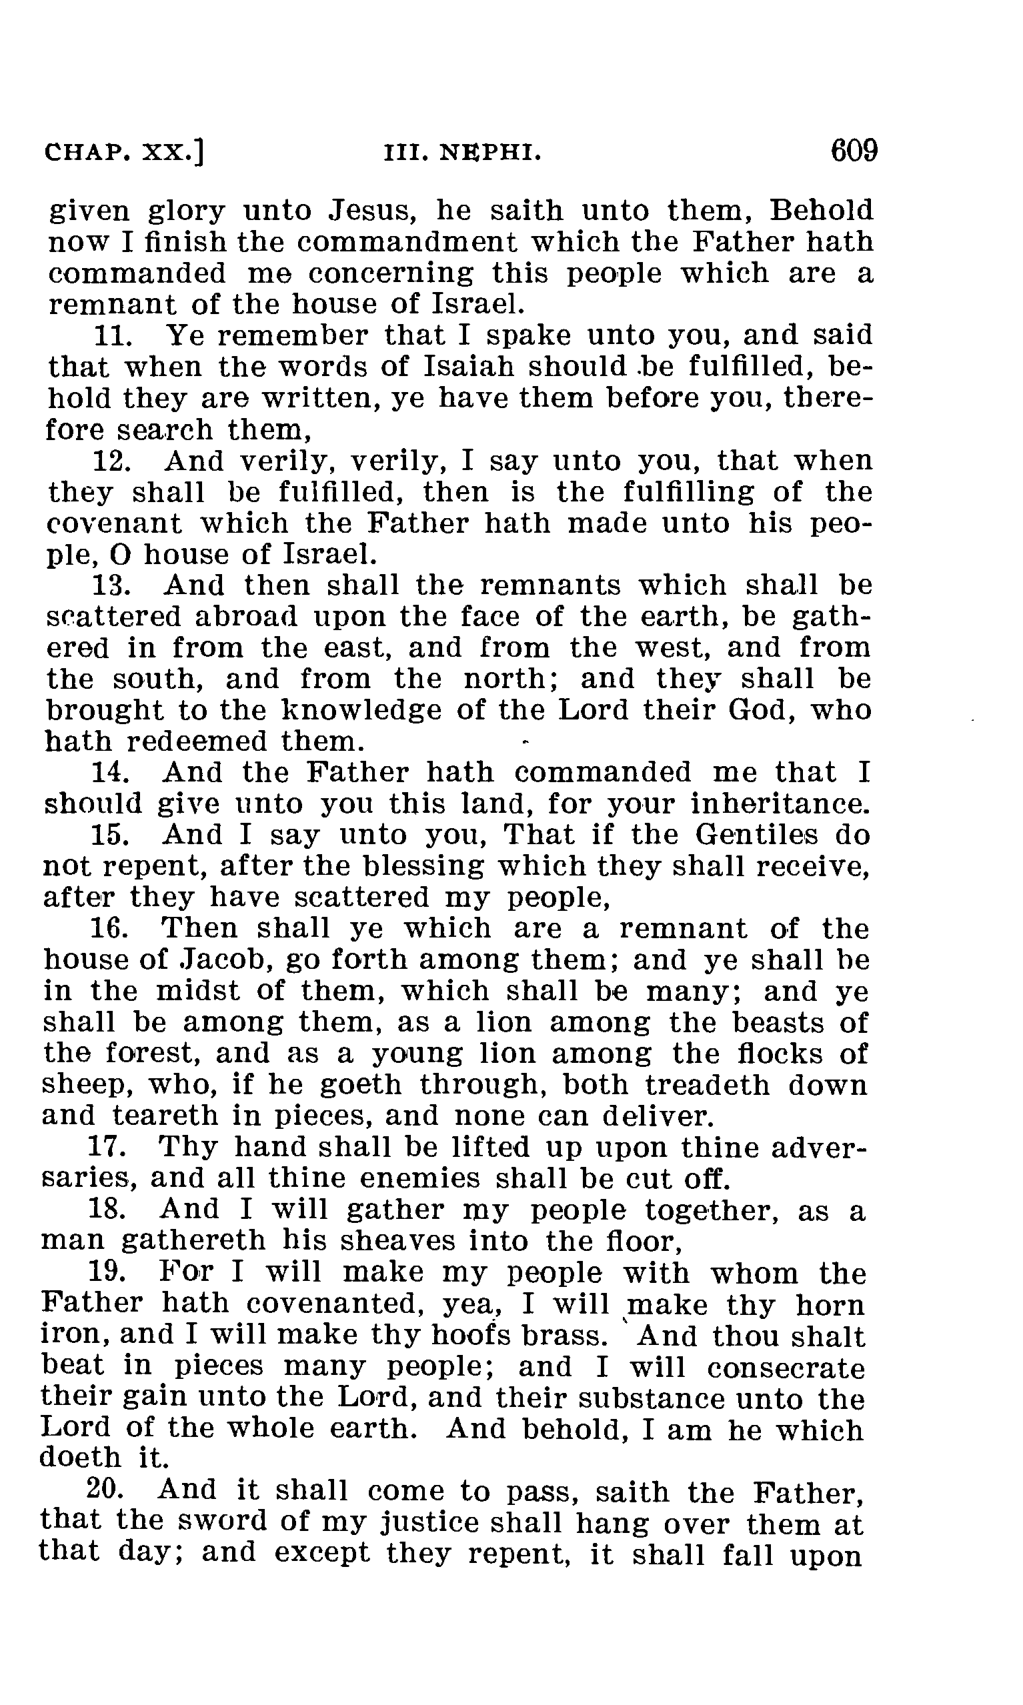 CHAP. XX.] III. NEPHI. 609
given glory unto Jesus, he saith unto them, Behold
now I finish the commandment which the Father hath
commanded me concerning this people which are a
remnant of the house of Israel.
11. Ye remember that I spake unto you, and said
that when the words of Isaiah should be fulfilled, be-
hold they are written, ye have them before you, there-
fore search them,
12. And verily, verily, I say unto you, that when
they shall be fulfilled, then is the fulfilling of the
covenant which the Father hath made unto his peo-
ple, O house of Israel.
13. And then shall the remnants which shall be
scattered abroad upon the face of the earth, be gath-
ered in from the east, and from the west, and from
the south, and from the north; and they shall be
brought to the knowledge of the Lord their God, who
hath redeemed them.
14. And the Father hath commanded me that I
should give unto you this land, for your inheritance.
15. And I say unto you, That if the Gentiles do
not repent, after the blessing which they shall receive,
after they have scattered my people,
16. Then shall ye which are a remnant of the
house of Jacob, go forth among them; and ye shall be
in the midst of them, which shall be many; and ye
shall be among them, as a lion among the beasts of
the forest, and as a young lion among the flocks of
sheep, who, if he goeth through, both treadeth down
and teareth in pieces, and none can deliver.
17. Thy hand shall be lifted up upon thine adver-
saries, and all thine enemies shall be cut off.
18. And I will gather my people together, as a
man gathereth his sheaves into the floor,
19. For I will make my people with whom the
Father hath covenanted, yea, I will make thy horn
iron, and I will make thy hoofs brass. And thou shalt
beat in pieces many people; and I will consecrate
their gain unto the Lord, and their substance unto the
Lord of the whole earth. And behold, I am he which
doeth it.
20. And it shall come to pass, saith the Father,
that the sword of my justice shall hang over them at
that day; and except they repent, it shall fall upon